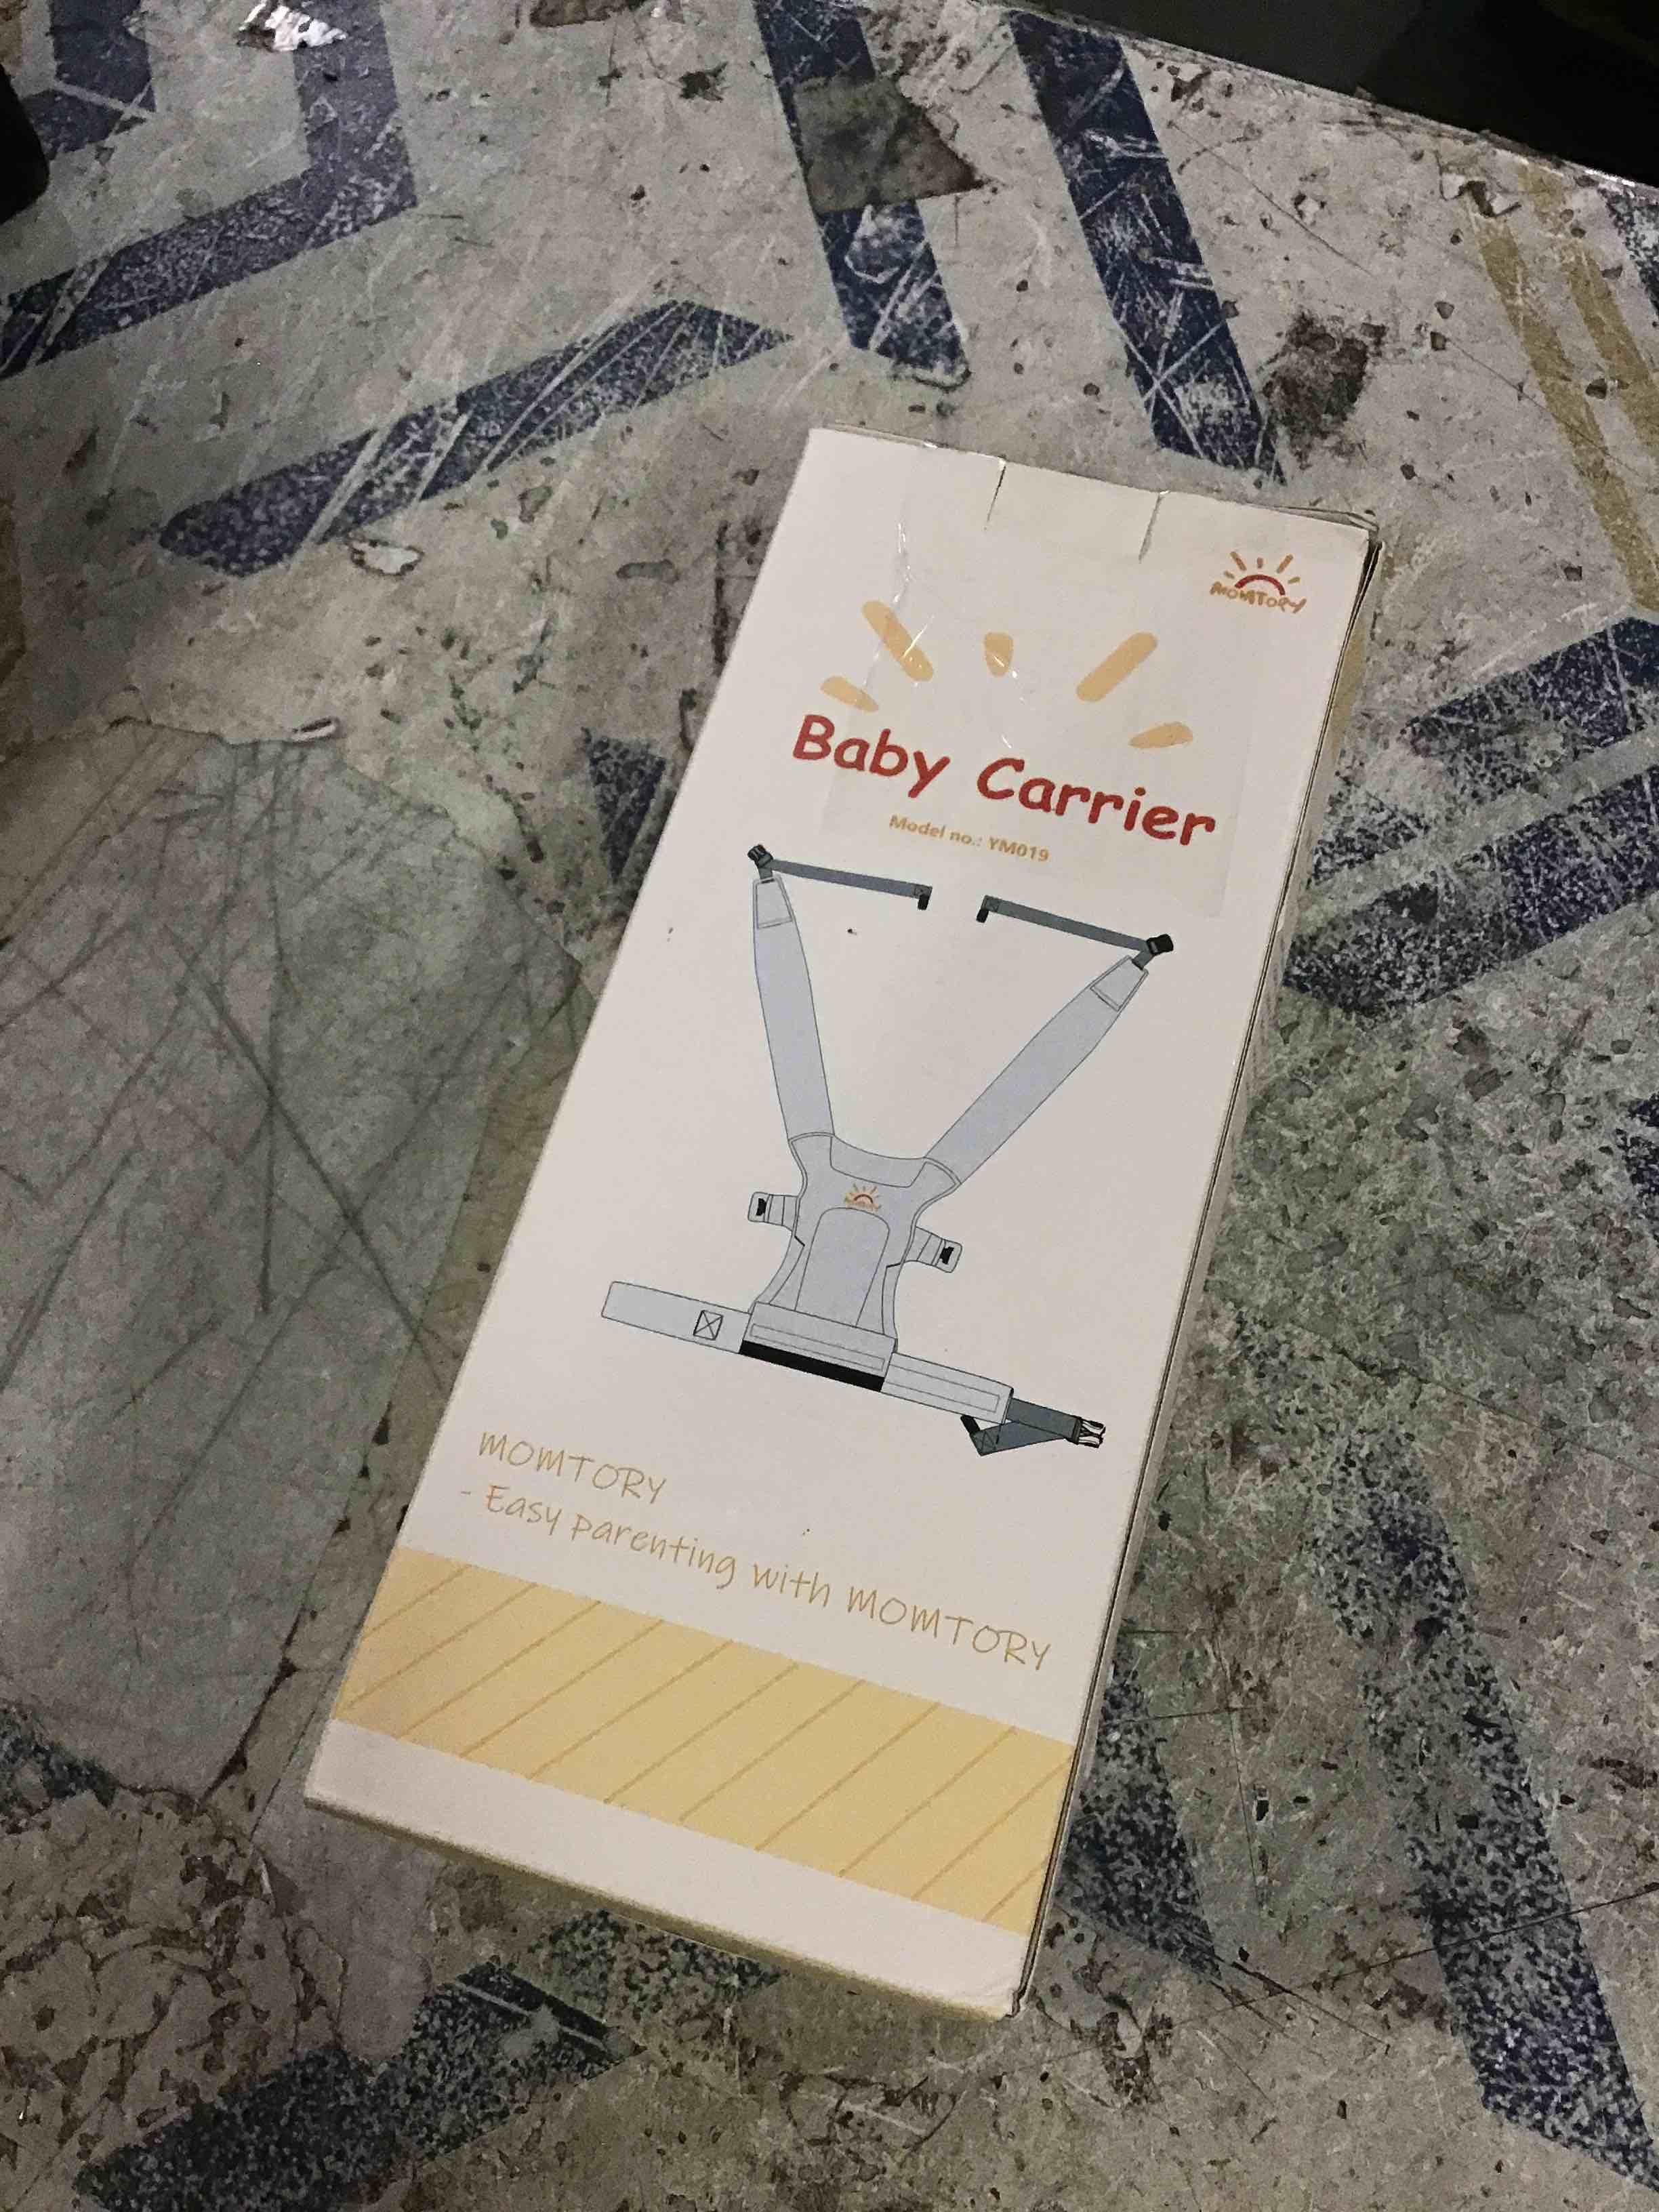 MOMTORY
Baby Carrier
Model no.: YM019
MOMTORY
- Easy parenting with MOMTORY